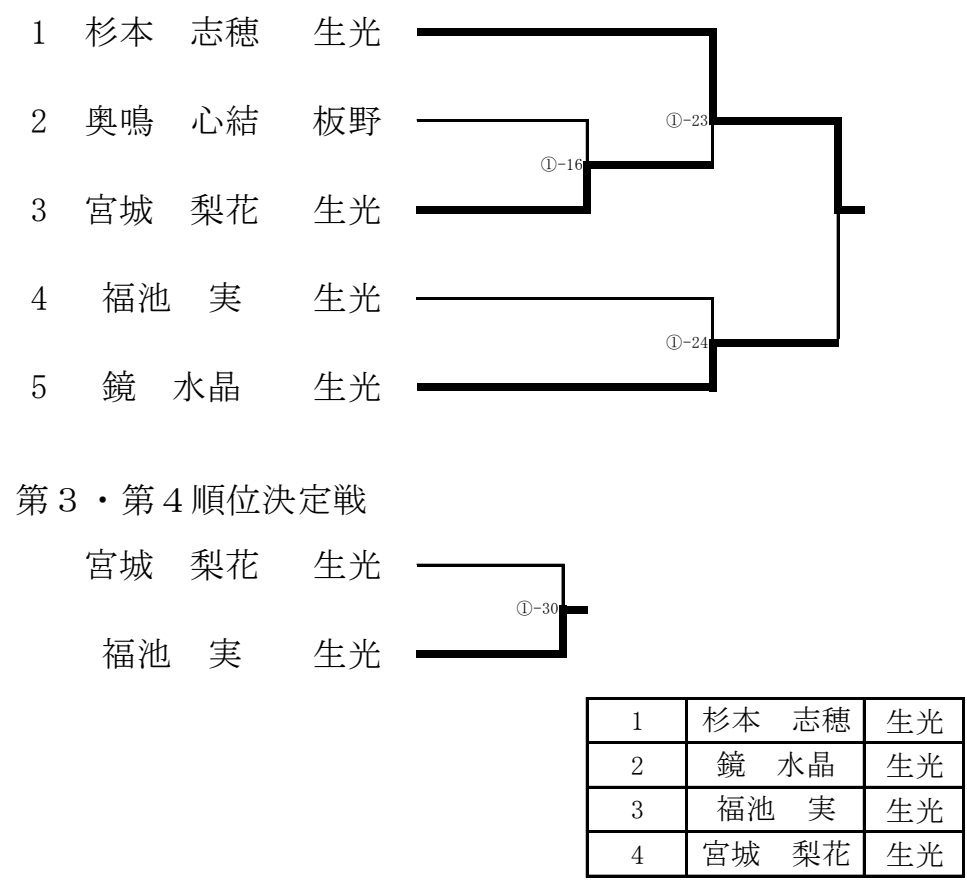 1 杉本　志穂 生光
①-23
2 奥鳴　心結 板野
①-16
3 宮城　梨花 生光
4 福池　実 生光
①-24
5 鏡　水晶 生光
第３・第４順位決定戦
宮城　梨花 生光
①-30
福池　実 生光
1 杉本　志穂 生光
2 鏡　水晶 生光
3 福池　実 生光
4 宮城　梨花 生光